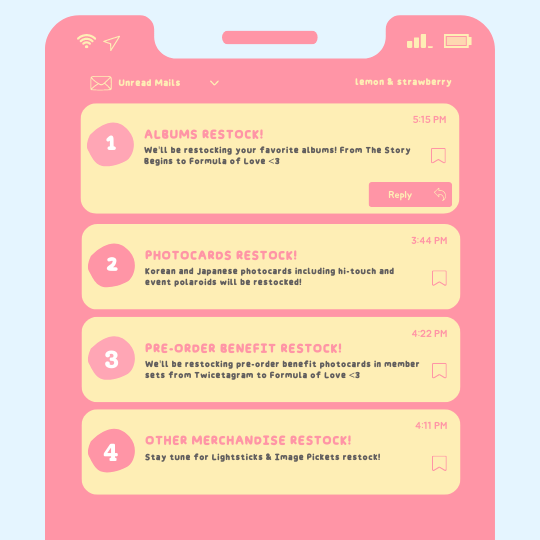 Unread Mails
lemon & strawberry
5:15 PM
1
ALBUMS RESTOCK!
We'll be restocking your favorite albums! From The Story
Begins to Formula of Love <3
Reply
3:44 PM
2
PHOTOCARDS RESTOCK!
Korean and Japanese photocards including hi-touch and
event polaroids will be restocked!
4:22 PM
3
PRE-ORDER BENEFIT RESTOCK!
We'll be restocking pre-order benefit photocards in member
sets from Twicetagram to Formula of Love <3
4:11 PM
4
OTHER MERCHANDISE RESTOCK!
Stay tune for Lightsticks & Image Pickets restock!